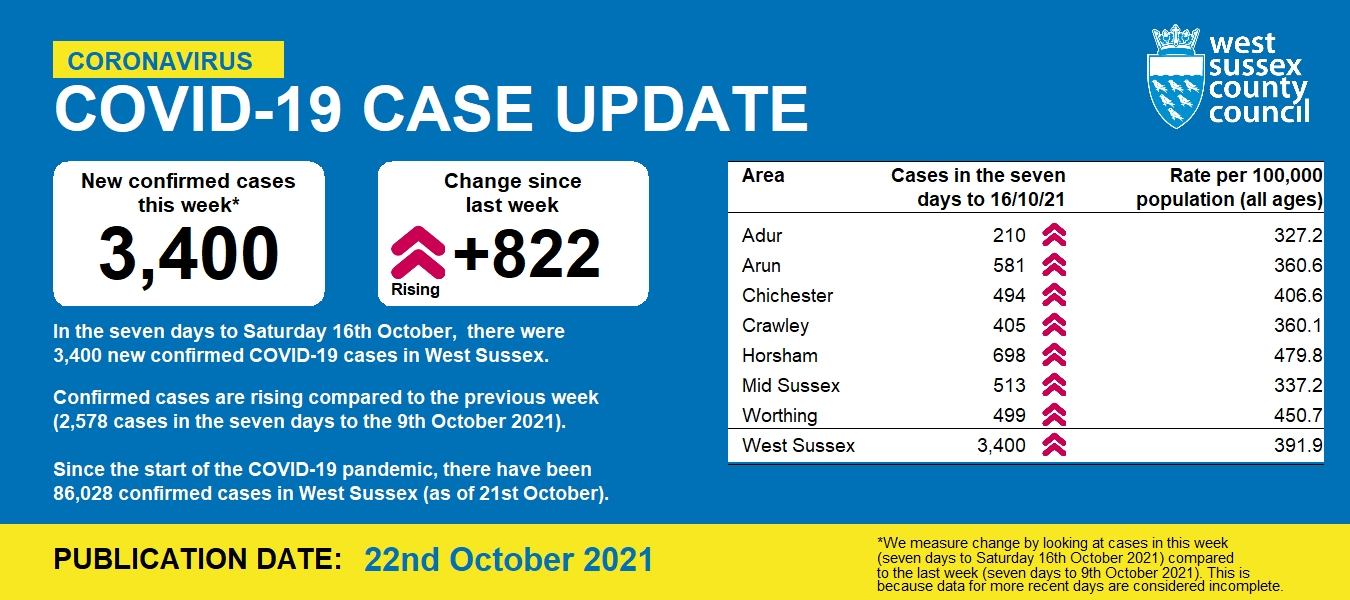 CORONAVIRUS
COVID-19 CASE UPDATE
west
sussex
county
council
New confirmed cases
this week*
3,400
Change since
last week
+822
Rising
In the seven days to Saturday 16th October,  there were
3,400 new confirmed COVID-19 cases in West Sussex.
Confirmed cases are rising compared to the previous week
(2,578 cases in the seven days to the 9th October 2021).
Since the start of the COVID-19 pandemic, there have been
86,028 confirmed cases in West Sussex (as of 21st October).
Area Cases in the seven days to 16/10/21 Rate per 100,000 population (all ages)
Adur 210 327.2
Arun 581 360.6
Chichester 494 406.6
Crawley 405 360.1
Horsham 698 479.8
Mid Sussex 513 337.2
Worthing 499 450.7
West Sussex 3,400 391.9
PUBLICATION DATE: 22nd October 2021
*We measure change by looking at cases in this week
(seven days to Saturday 16th October 2021) compared
to the last week (seven days to 9th October 2021). This is
because data for more recent days are considered incomplete.